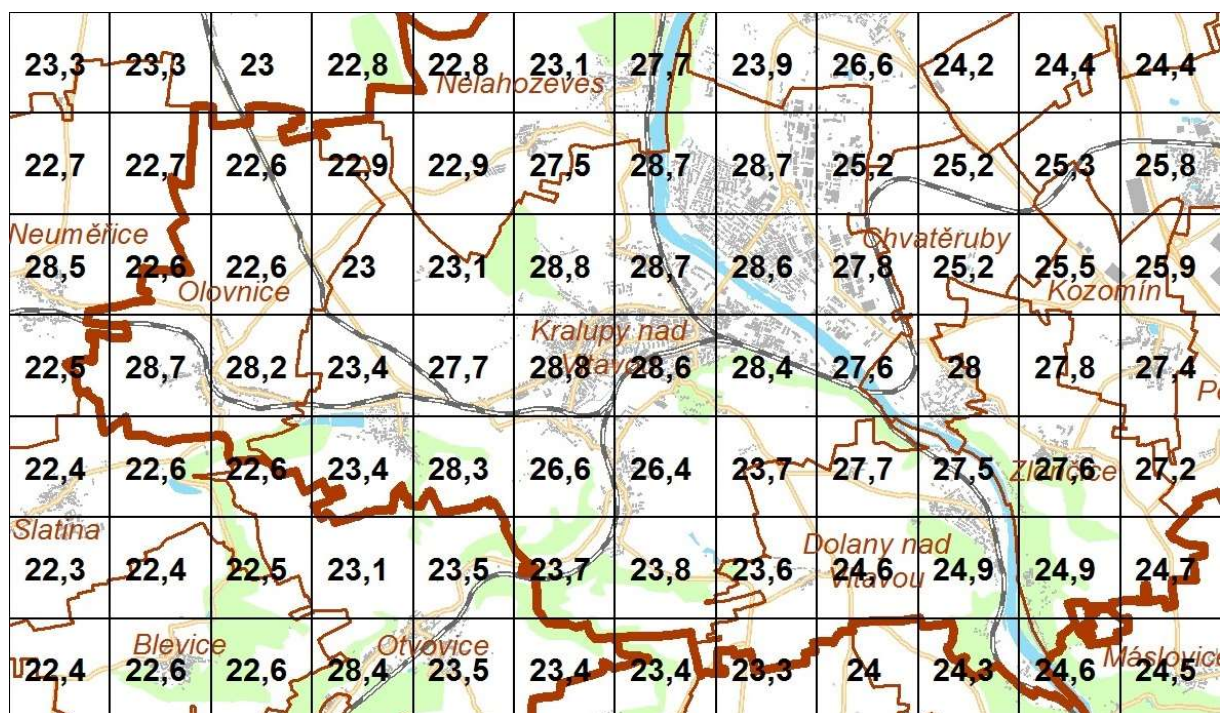 23,3 23,3 23 22,8 22,8 23,1 27,7 23,9 26,6 24,2 24,4 24,4
Nelahozeves
22,7 22,7 22,6 22,9 22,9 27,5 28,7 28,7 25,2 25,2 25,3 25,8
Neuměřice Chvatěruby
28,5 22,6 22,6 23 23,1 28,8 28,7 28,6 27,8 25,2 25,5 25,9
Olovnice Kozomín
Kralupy nad
Vltavou
22,5 28,7 28,2 23,4 27,7 28,8 28,6 28,4 27,6 28 27,8 27,4
22,4 22,6 22,6 23,4 28,3 26,6 26,4 23,7 27,7 27,5 27,6 27,2
Zlončice
Slatina Dolany nad
Vltavou
22,3 22,4 22,5 23,1 23,5 23,7 23,8 23,6 24,6 24,9 24,9 24,7
Blevice Otvovice Máslovice
22,4 22,6 22,6 28,4 23,5 23,4 23,4 23,3 24 24,3 24,6 24,5